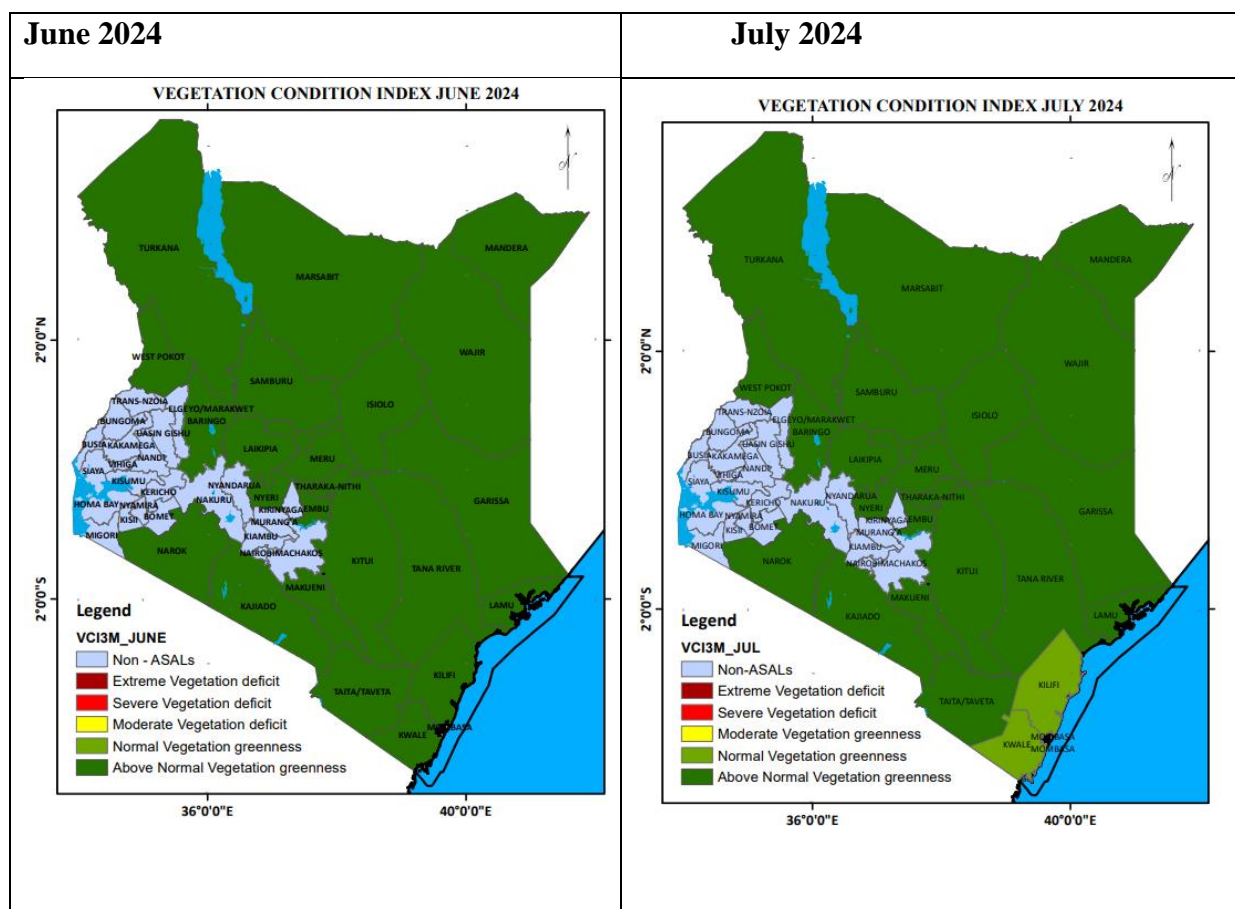 June 2024
VEGETATION CONDITION INDEX JUNE 2024
TURKANA
MANDERA
MARSABIT
2°0'0"N
WAJIR
WEST POKOT
SAMBURU
ISIOLO
TRANS-NZOIA
ELGEYO/MARAKWET
BUNGOMA
BARINGO
UASIN GISHU
BUSIA
KAKAMEGA
LAIKIPIA
NANDI
MERU
VIHIGA
SIAYA
KISUMU
NYANDARUA
THARAKA-NITHI
KERICHO
NAKURU
NYERI
GARISSA
HOMA BAY
NYAMIRA
KIRINYAGA
EMBU
KISII
BOMET
MURANG'A
MIGORI
KIAMBU
NAROK
NAIROBI
MACHAKOS
KITUI
TANA RIVER
MAKUENI
2°0'0"S
KAJIADO
LAMU
KILIFI
TAITA/TAVETA
MOMBASA
KWALE
Legend
VCI3M_JUNE
Non - ASALs
Extreme Vegetation deficit
Severe Vegetation deficit
Moderate Vegetation deficit
Normal Vegetation greenness
Above Normal Vegetation greenness
36°0'0"E
40°0'0"E
July 2024
VEGETATION CONDITION INDEX JULY 2024
TURKANA
MANDERA
MARSABIT
2°0'0"N
WAJIR
WEST POKOT
SAMBURU
ISIOLO
TRANS-NZOIA
ELGEYO/MARAKWET
BUNGOMA
BARINGO
UASIN GISHU
BUSIA
KAKAMEGA
LAIKIPIA
NANDI
MERU
VIHIGA
SIAYA
KISUMU
NYANDARUA
THARAKA-NITHI
KERICHO
NAKURU
NYERI
GARISSA
HOMA BAY
NYAMIRA
KIRINYAGA
EMBU
KISII
BOMET
MURANG'A
MIGORI
KIAMBU
NAROK
NAIROBI
MACHAKOS
KITUI
TANA RIVER
MAKUENI
2°0'0"S
KAJIADO
LAMU
KILIFI
TAITA/TAVETA
MOMBASA
KWALE
MOMBASA
Legend
VCI3M_JUL
Non-ASALs
Extreme Vegetation deficit
Severe Vegetation deficit
Moderate Vegetation greenness
Normal Vegetation greenness
Above Normal Vegetation greenness
36°0'0"E
40°0'0"E